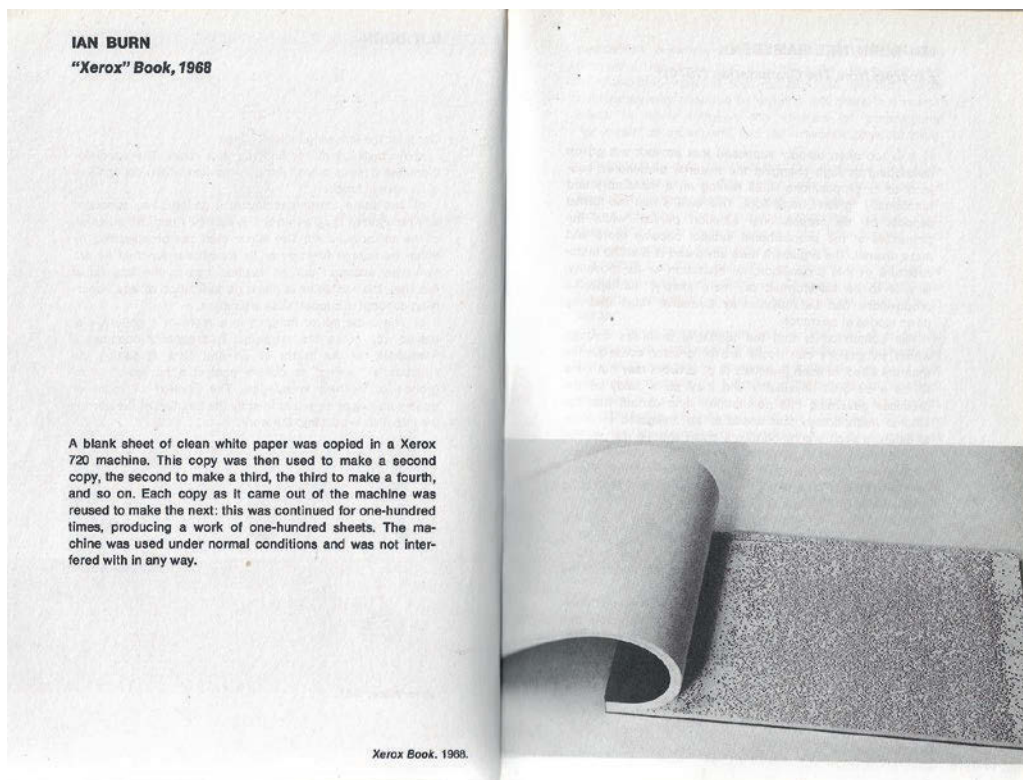 IAN BURN
"Xerox" Book, 1968
A blank sheet of clean white paper was copied in a Xerox
720 machine. This copy was then used to make a second
copy, the second to make a third, the third to make a fourth,
and so on. Each copy as it came out of the machine was
reused to make the next: this was continued for one-hundred
times, producing a work of one-hundred sheets. The ma-
chine was used under normal conditions and was not inter-
fered with in any way.
Xerox Book. 1968.